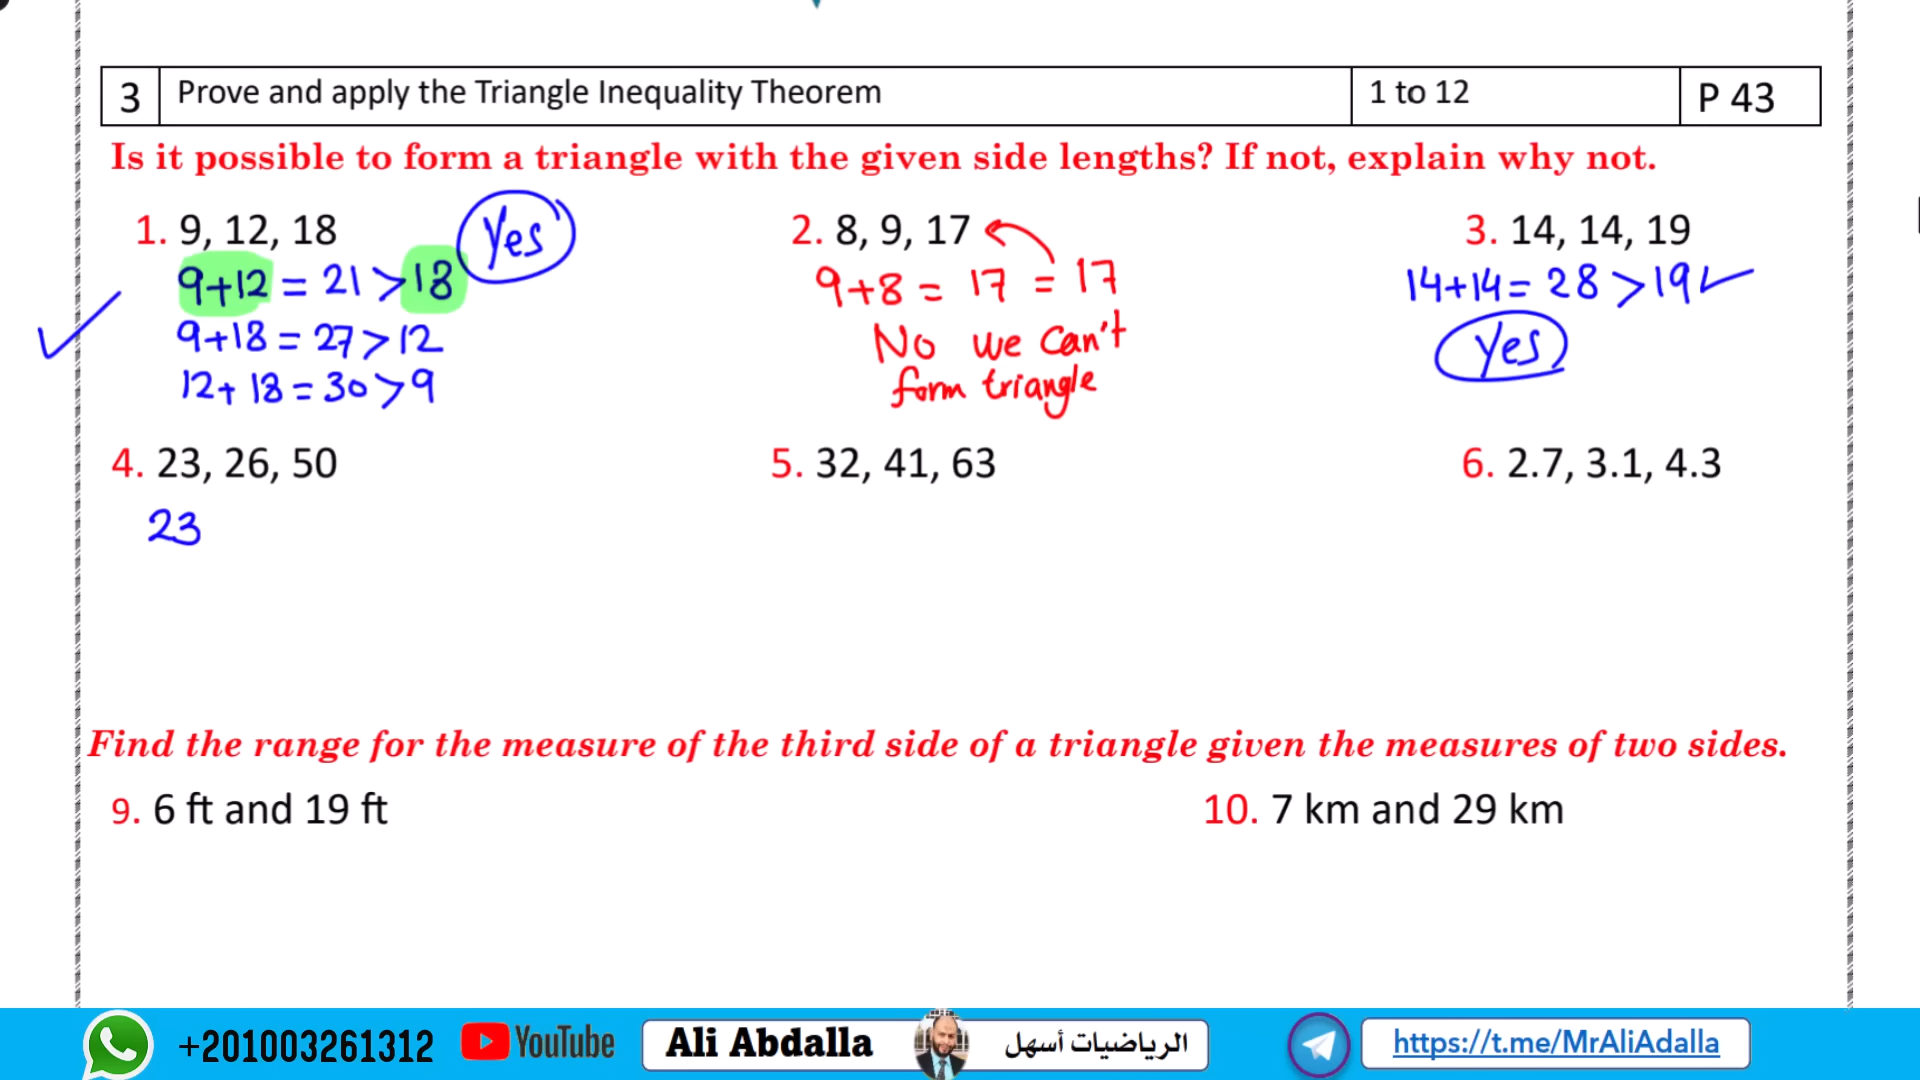 3 Prove and apply the Triangle Inequality Theorem 1 to 12 P 43
Is it possible to form a triangle with the given side lengths? If not, explain why not.
1. 9, 12, 18
9+12 = 21 > 18
Yes
9+18 = 27 > 12
12+ 18 = 30 > 9
2. 8, 9, 17
9+8 = 17 = 17
No we can't
form triangle
3. 14, 14, 19
14+14 = 28 > 19
Yes
4. 23, 26, 50
23
5. 32, 41, 63
6. 2.7, 3.1, 4.3
Find the range for the measure of the third side of a triangle given the measures of two sides.
9. 6 ft and 19 ft
10. 7 km and 29 km
+201003261312 YouTube Ali Abdalla الرياضيات أسهل https://t.me/MrAliAdalla